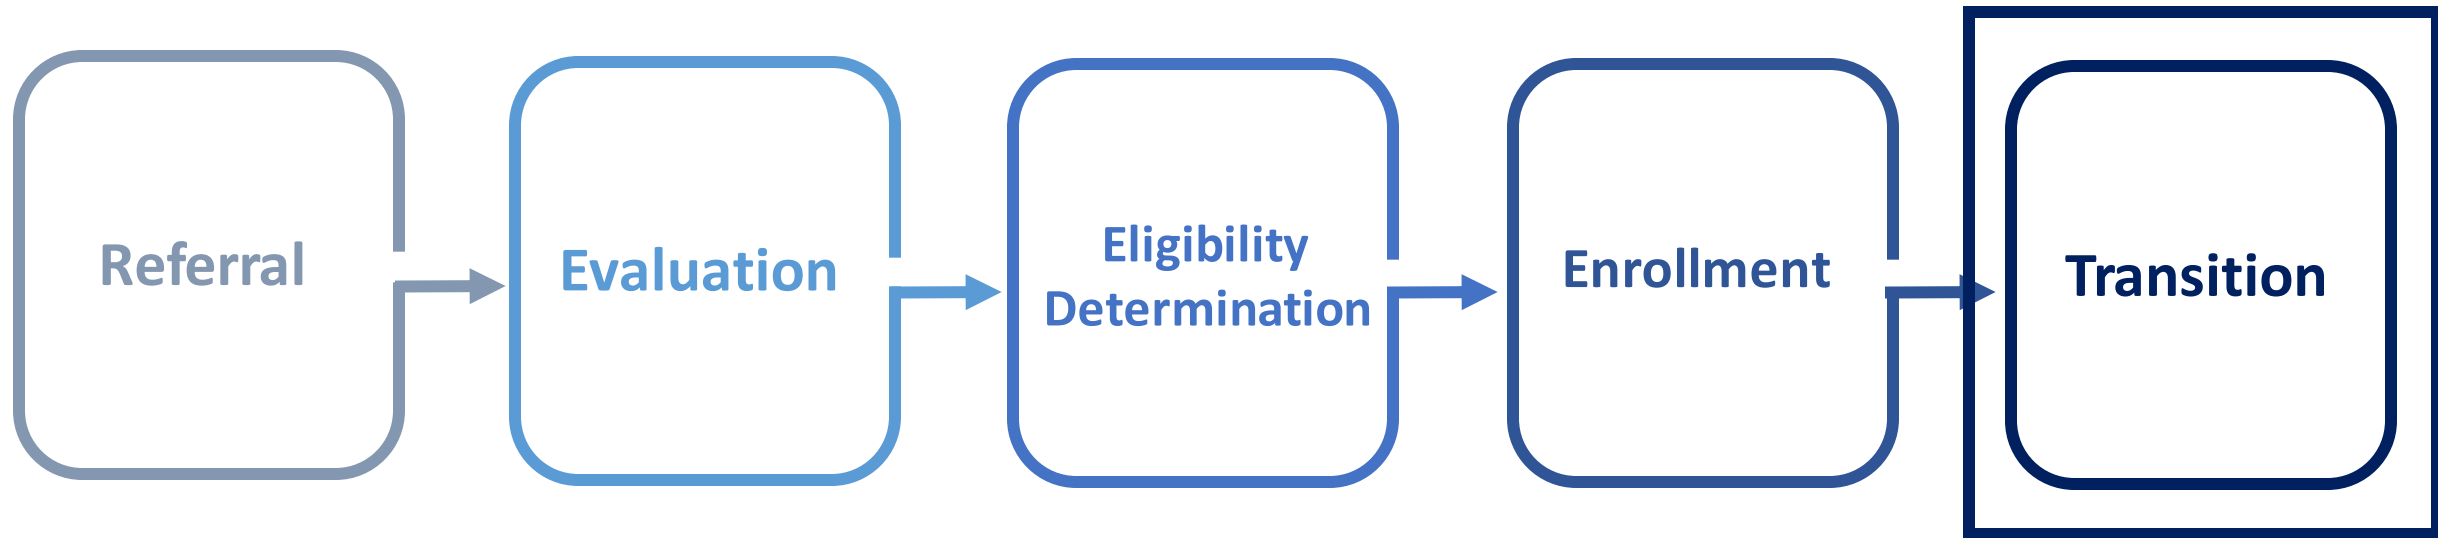 Referral
Evaluation
Eligibility
Determination
Enrollment
Transition